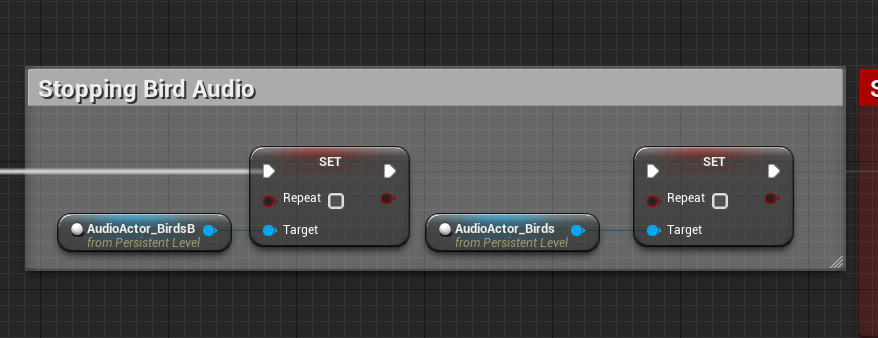 Stopping Bird Audio
S
SET
Repeat
Target
AudioActor_BirdsB
from Persistent Level
SET
Repeat
Target
AudioActor_Birds
from Persistent Level